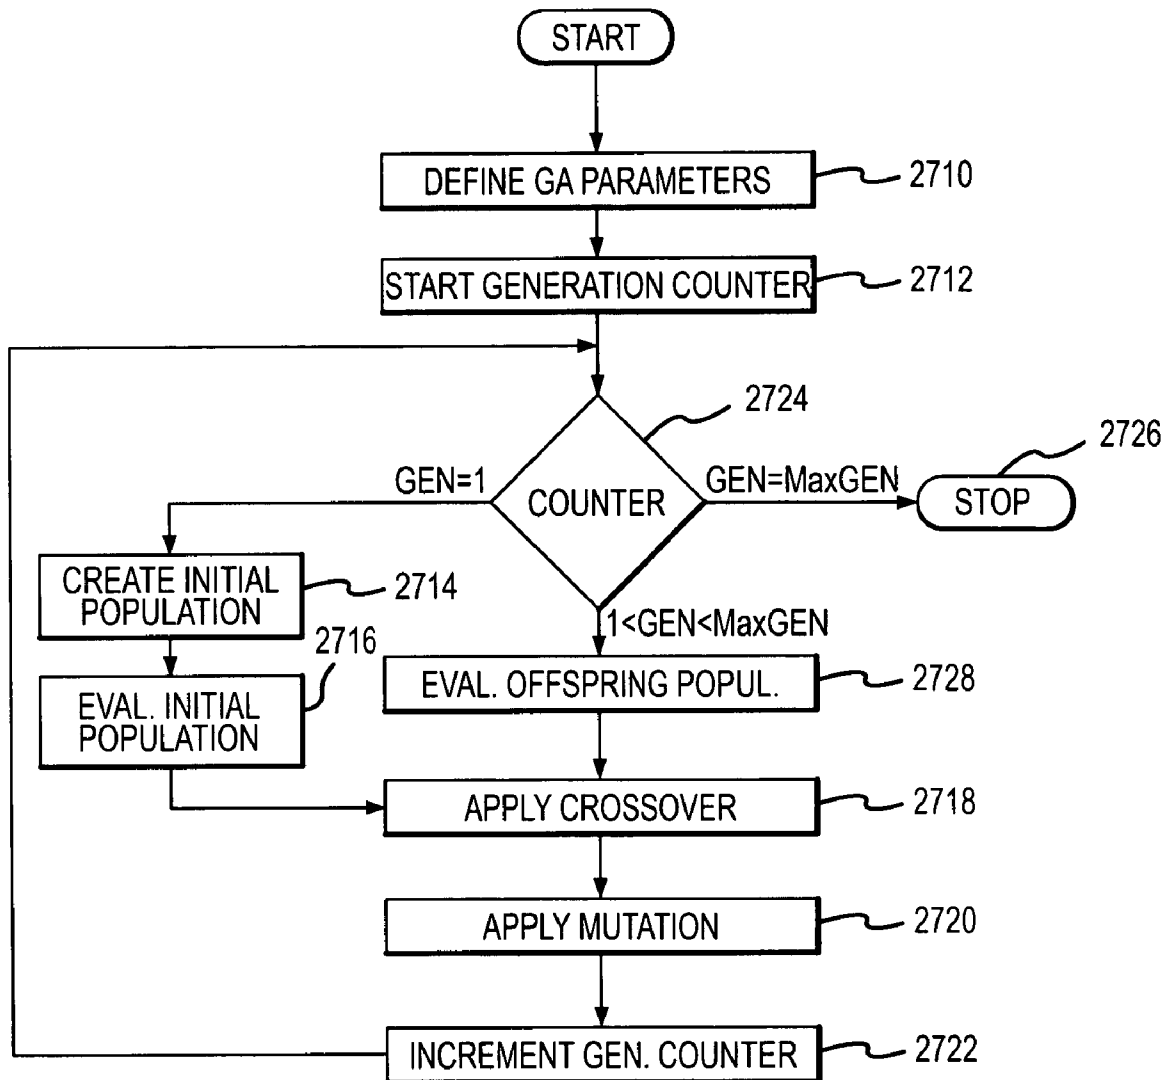 START
DEFINE GA PARAMETERS
2710
START GENERATION COUNTER
2712
2724
2726
GEN=1
COUNTER
GEN=MaxGEN
STOP
CREATE INITIAL
POPULATION
2714
1<GEN<MaxGEN
2716
EVAL. INITIAL
POPULATION
EVAL. OFFSPRING POPUL.
2728
APPLY CROSSOVER
2718
APPLY MUTATION
2720
INCREMENT GEN. COUNTER
2722